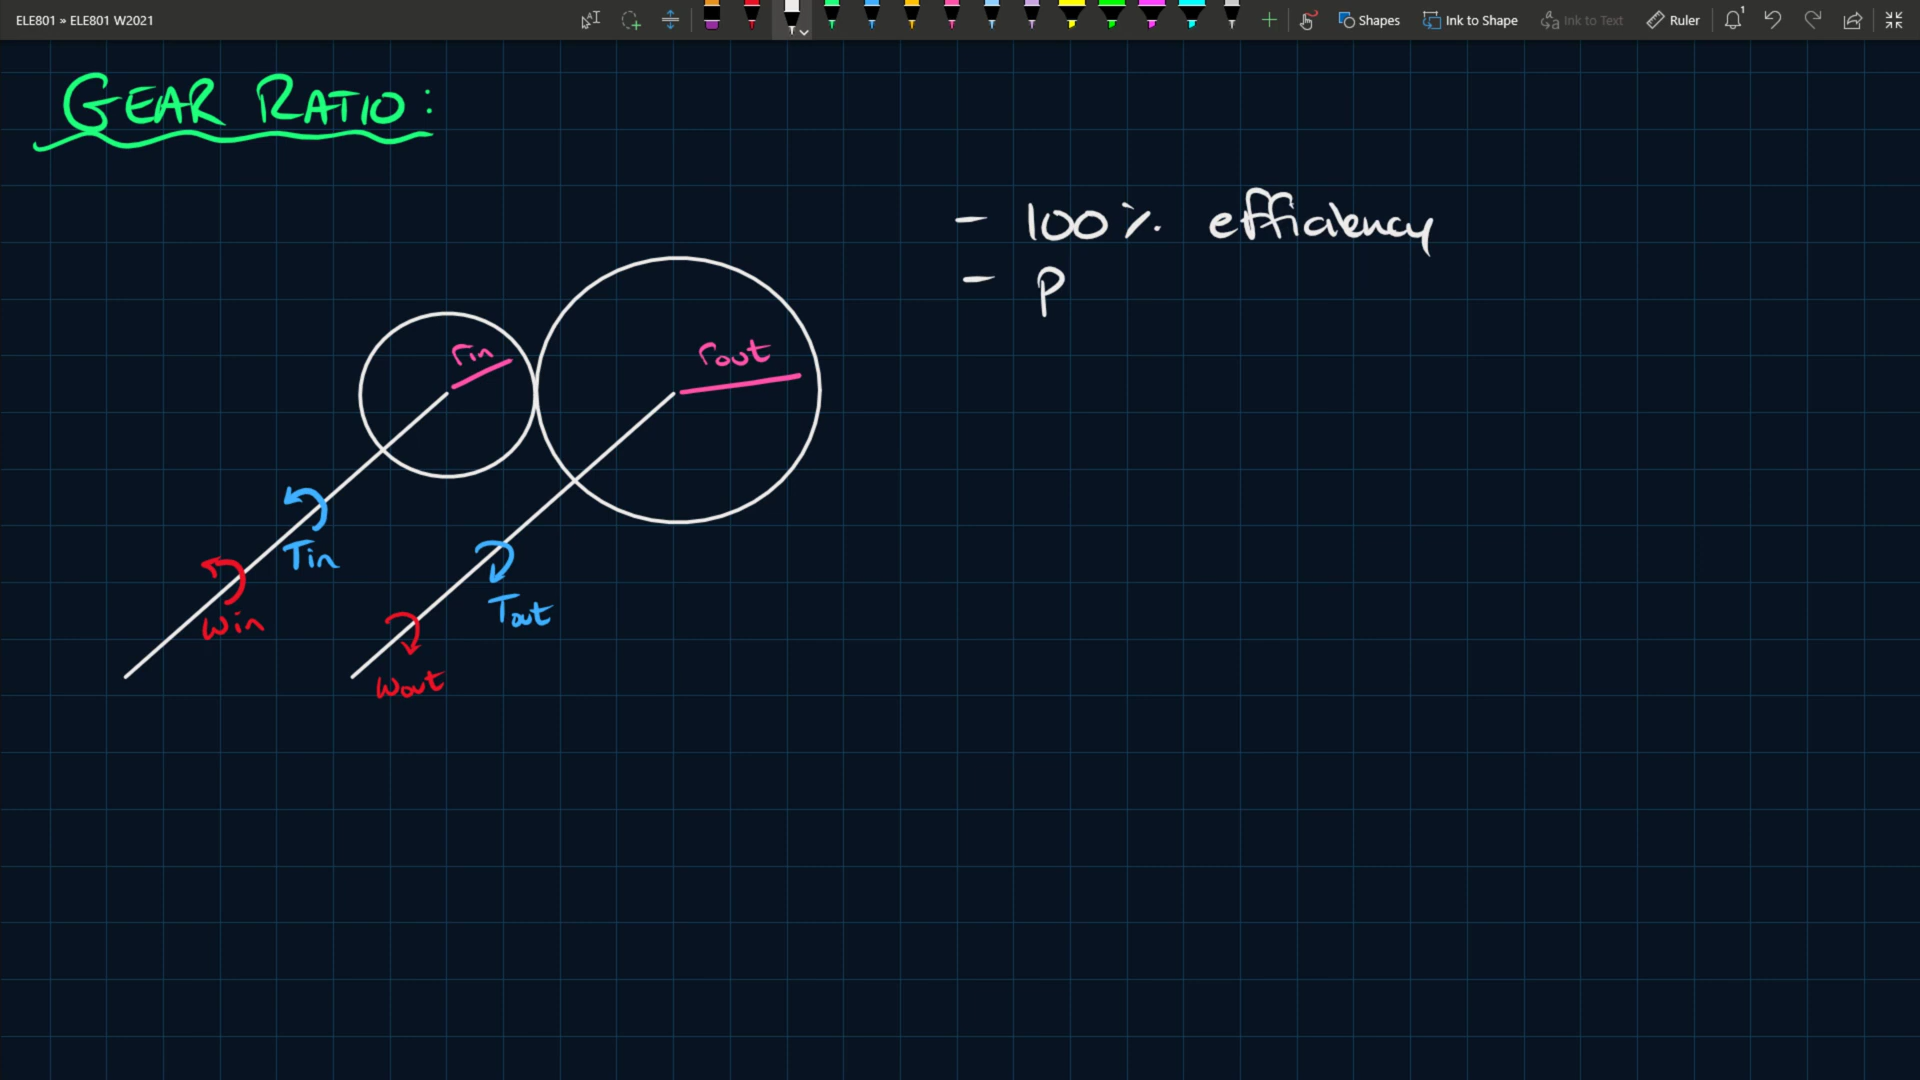 ELE801 » ELE801 W2021
Shapes
Ink to Shape
Ink to Text
Ruler
1
GEAR RATIO:
- 100% efficiency
- P
rin
rout
Tin
Tout
Win
Wout